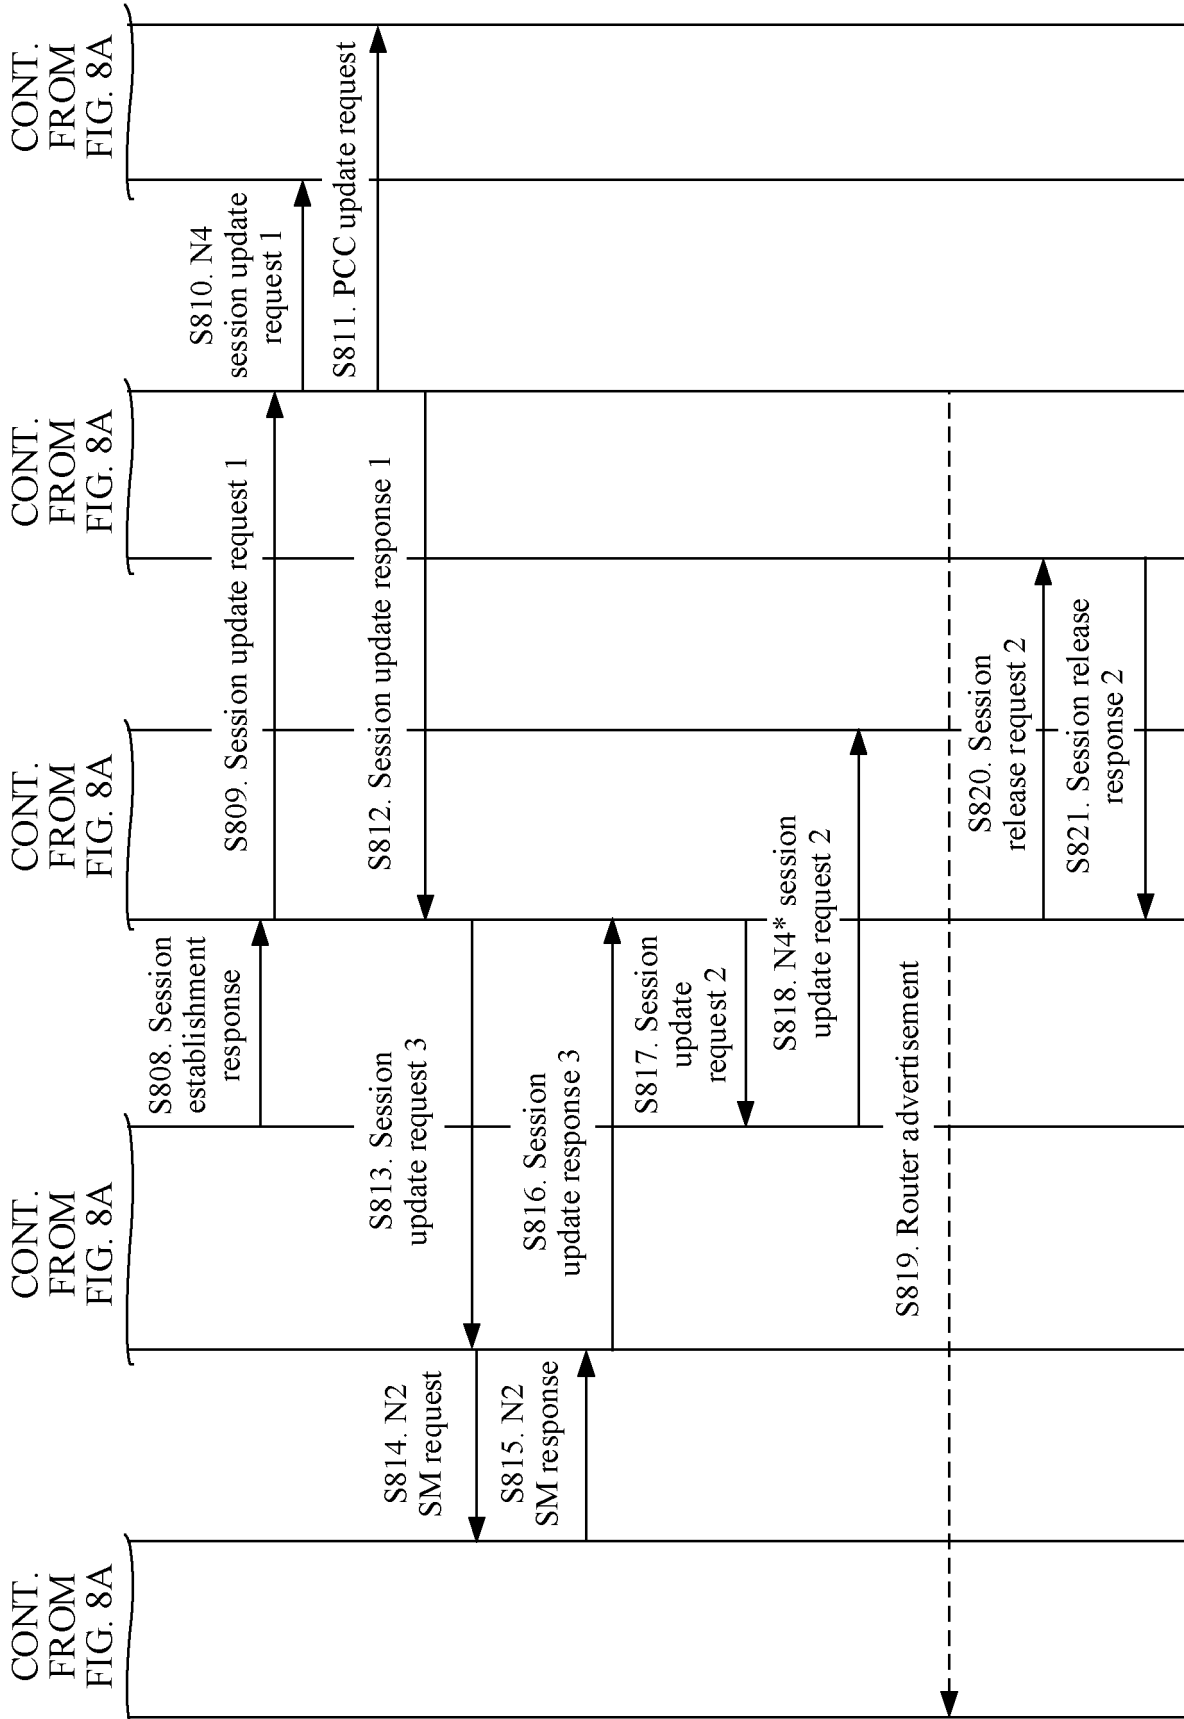 CONT.
FROM
FIG. 8A
CONT.
FROM
FIG. 8A
CONT.
FROM
FIG. 8A
CONT.
FROM
FIG. 8A
CONT.
FROM
FIG. 8A
S808. Session
establishment
response
S809. Session update request 1
S810. N4
session update
request 1
S811. PCC update request
S812. Session update response 1
S813. Session
update request 3
S814. N2
SM request
S815. N2
SM response
S816. Session
update response 3
S817. Session
update
request 2
S818. N4* session
update request 2
S819. Router advertisement
S820. Session
release request 2
S821. Session release
response 2